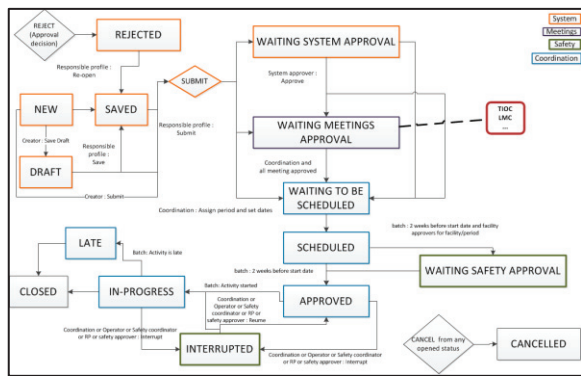 REJECT
(Approval
decision)
REJECTED
Responsible profile :
Re-open
NEW
SAVED
SUBMIT
Creator : Save Draft
Responsible
profile :
Save
Responsible profile :
Submit
DRAFT
Creator : Submit
WAITING SYSTEM APPROVAL
System approver :
Approve
WAITING MEETINGS
APPROVAL
Coordination and
all meeting approved
WAITING TO BE
SCHEDULED
Coordination : Assign period and set dates
System
Meetings
Safety
Coordination
TIOC
LMC
...
SCHEDULED
batch : 2 weeks before start date and facility
approvers for facility/period
WAITING SAFETY APPROVAL
batch : 2 weeks before start date
LATE
Batch: Activity is late
CLOSED
IN-PROGRESS
Batch: Activity started
Coordination or
Operator or Safety
coordinator or RP or
safety approver : Resume
APPROVED
Coordination or Operator or Safety coordinator
or RP or safety approver : Interrupt
INTERRUPTED
Coordination or Operator or Safety coordinator
or RP or safety approver : Interrupt
CANCEL from any
opened status
CANCELLED